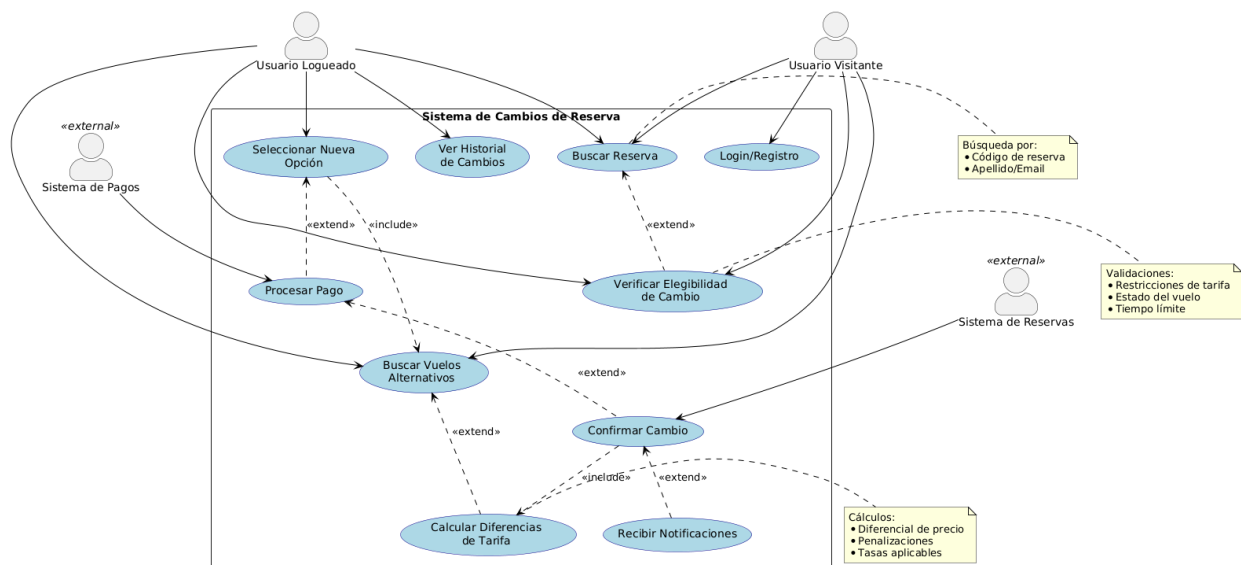 Usuario Logueado
Usuario Visitante
«external»
Sistema de Pagos
Sistema de Cambios de Reserva
Seleccionar Nueva
Opción
Ver Historial
de Cambios
Buscar Reserva
Login/Registro
Búsqueda por:
• Código de reserva
• Apellido/Email
«extend»
«include»
«extend»
Procesar Pago
Verificar Elegibilidad
de Cambio
«external»
Sistema de Reservas
Validaciones:
• Restricciones de tarifa
• Estado del vuelo
• Tiempo límite
Buscar Vuelos
Alternativos
«extend»
«extend»
Confirmar Cambio
«include»
«extend»
Calcular Diferencias
de Tarifa
Recibir Notificaciones
Cálculos:
• Diferencial de precio
• Penalizaciones
• Tasas aplicables